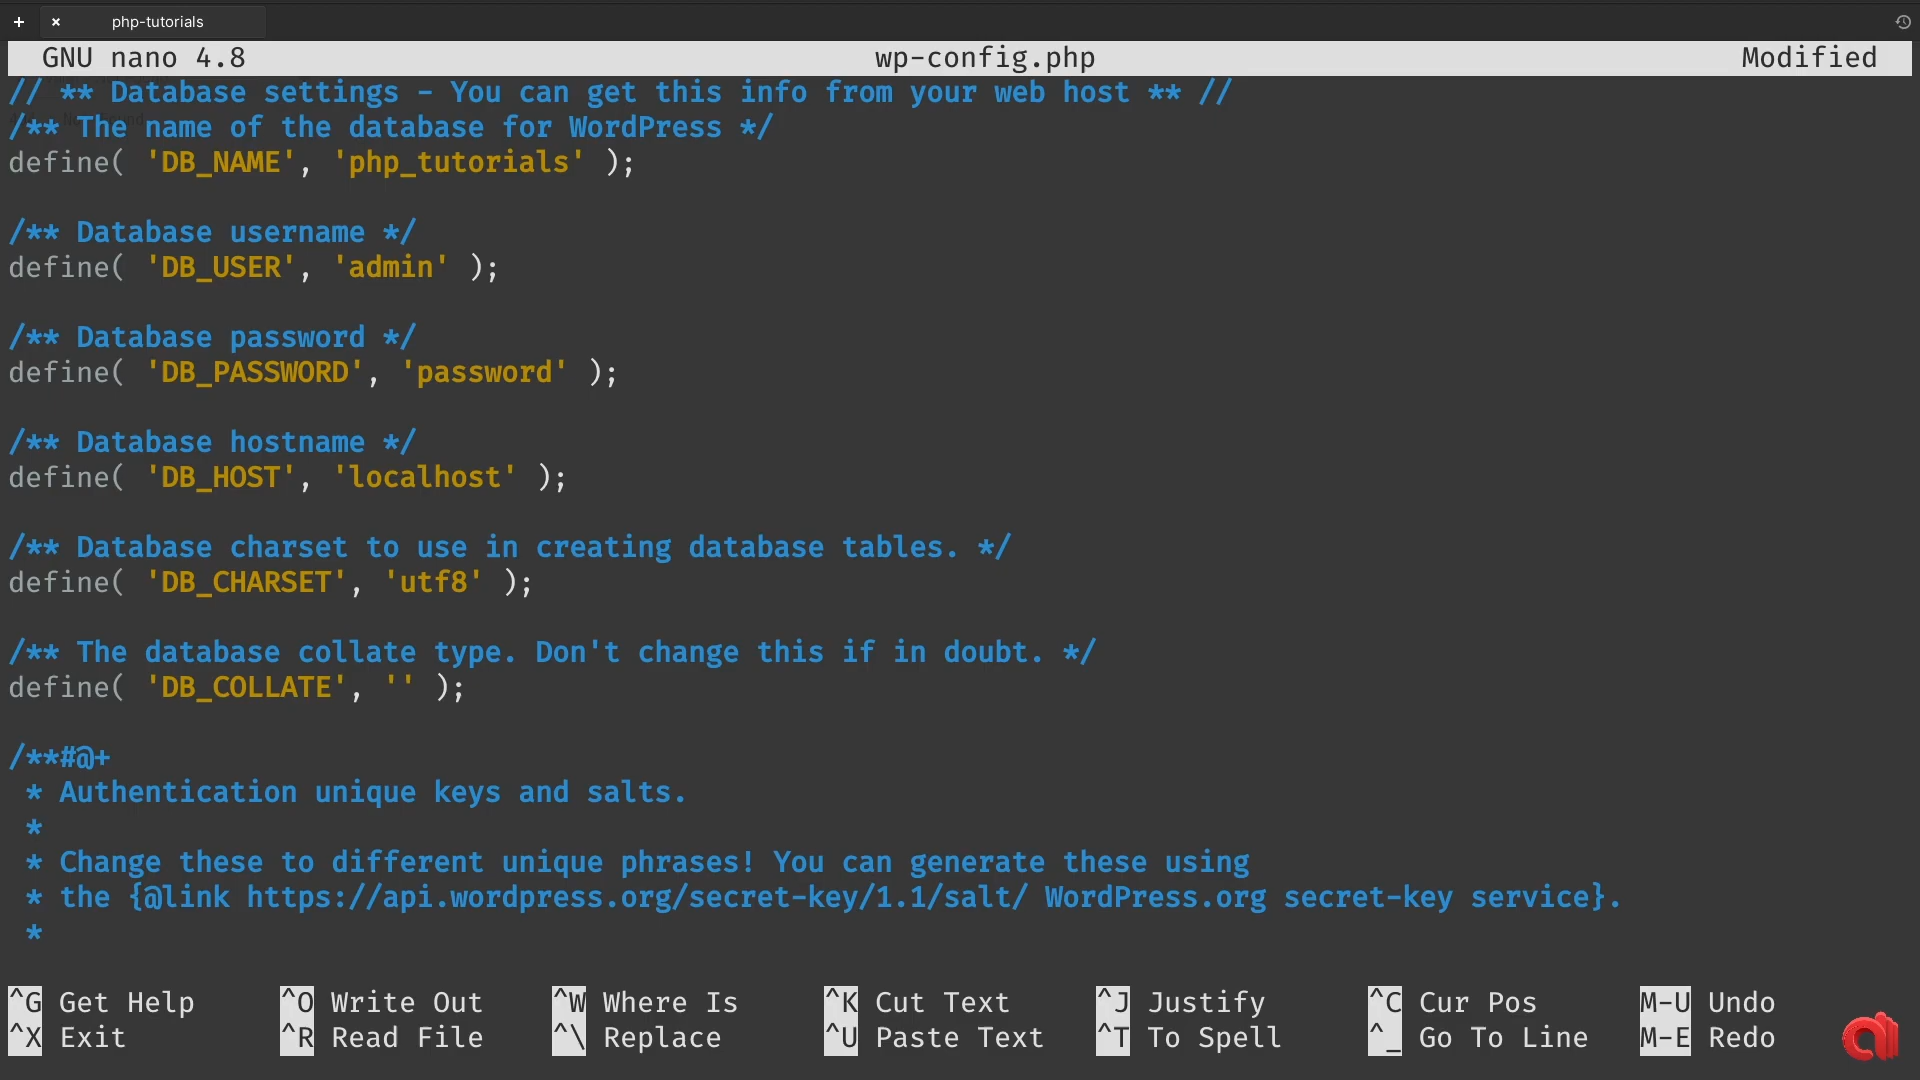 + × php-tutorials
GNU nano 4.8 wp-config.php Modified
// ** Database settings - You can get this info from your web host ** //
/** The name of the database for WordPress */
define( 'DB_NAME', 'php_tutorials' );
/** Database username */
define( 'DB_USER', 'admin' );
/** Database password */
define( 'DB_PASSWORD', 'password' );
/** Database hostname */
define( 'DB_HOST', 'localhost' );
/** Database charset to use in creating database tables. */
define( 'DB_CHARSET', 'utf8' );
/** The database collate type. Don't change this if in doubt. */
define( 'DB_COLLATE', '' );
/**#@+
 * Authentication unique keys and salts.
 *
 * Change these to different unique phrases! You can generate these using
 * the {@link https://api.wordpress.org/secret-key/1.1/salt/ WordPress.org secret-key service}.
 *
^G Get Help ^O Write Out ^W Where Is ^K Cut Text ^J Justify ^C Cur Pos M-U Undo
^X Exit ^R Read File ^\ Replace ^U Paste Text ^T To Spell ^_ Go To Line M-E Redo